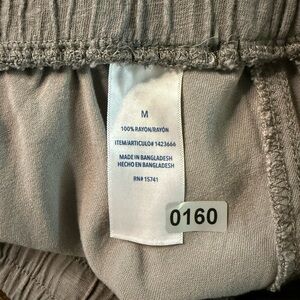 M
100% RAYON/RAYÓN
ITEM/ARTICULO# 1423666
MADE IN BANGLADESH
HECHO EN BANGLADESH
RN# 15741
0160